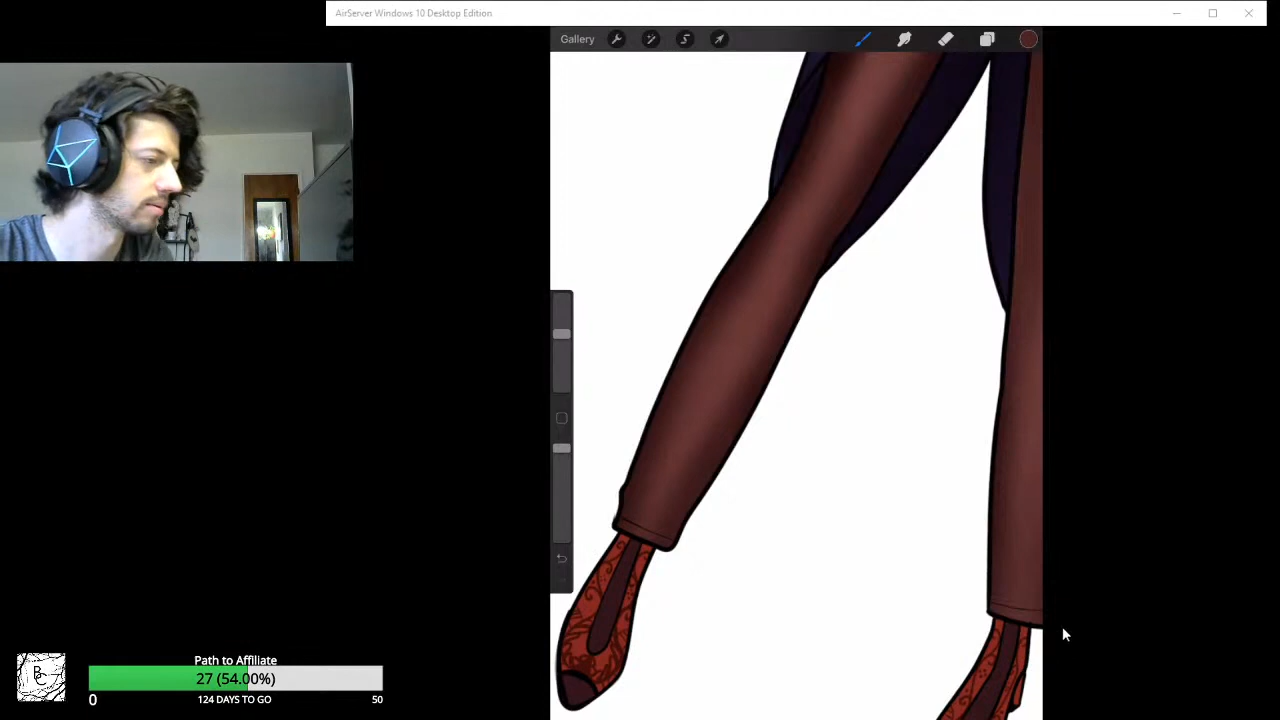 AirServer Windows 10 Desktop Edition
Gallery
Path to Affiliate
27 (54.00%)
0
124 DAYS TO GO
50